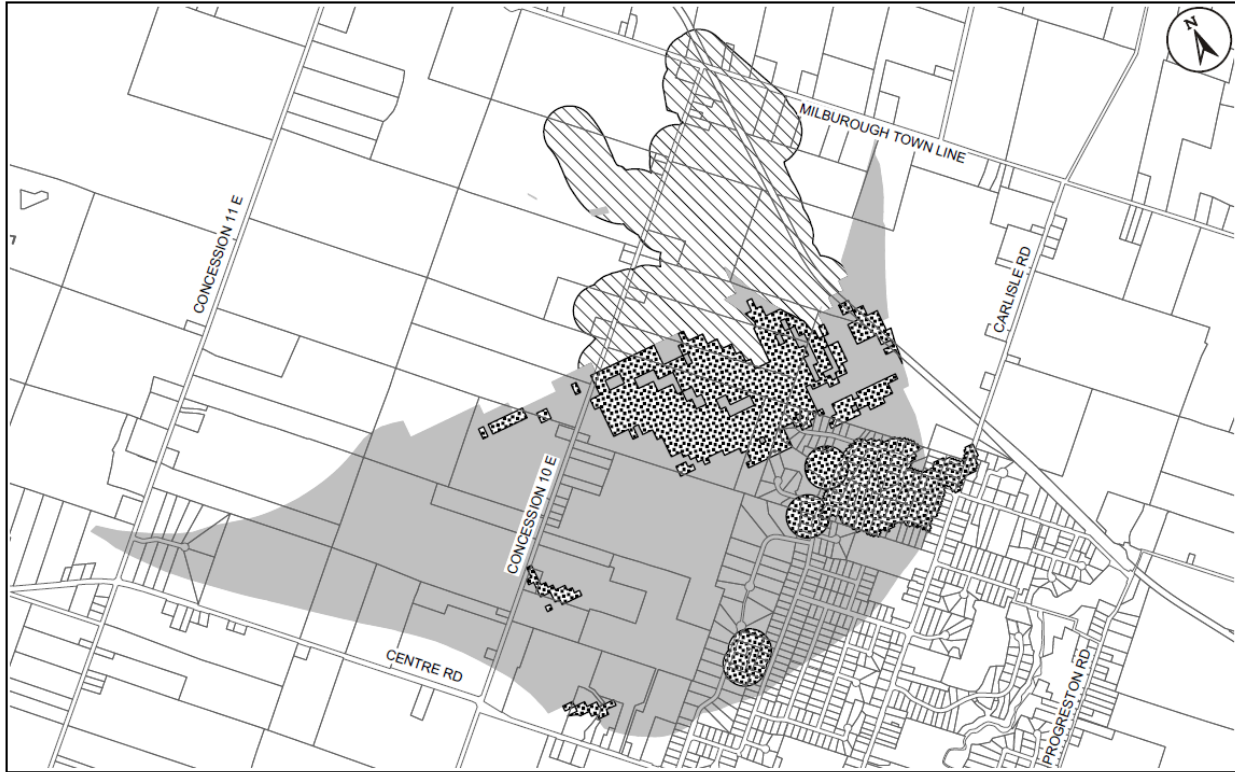 N
MILBUROUGH TOWN LINE
CONCESSION 11 E
CARLISLE RD
CONCESSION 10 E
CENTRE RD
PROGRESTON RD